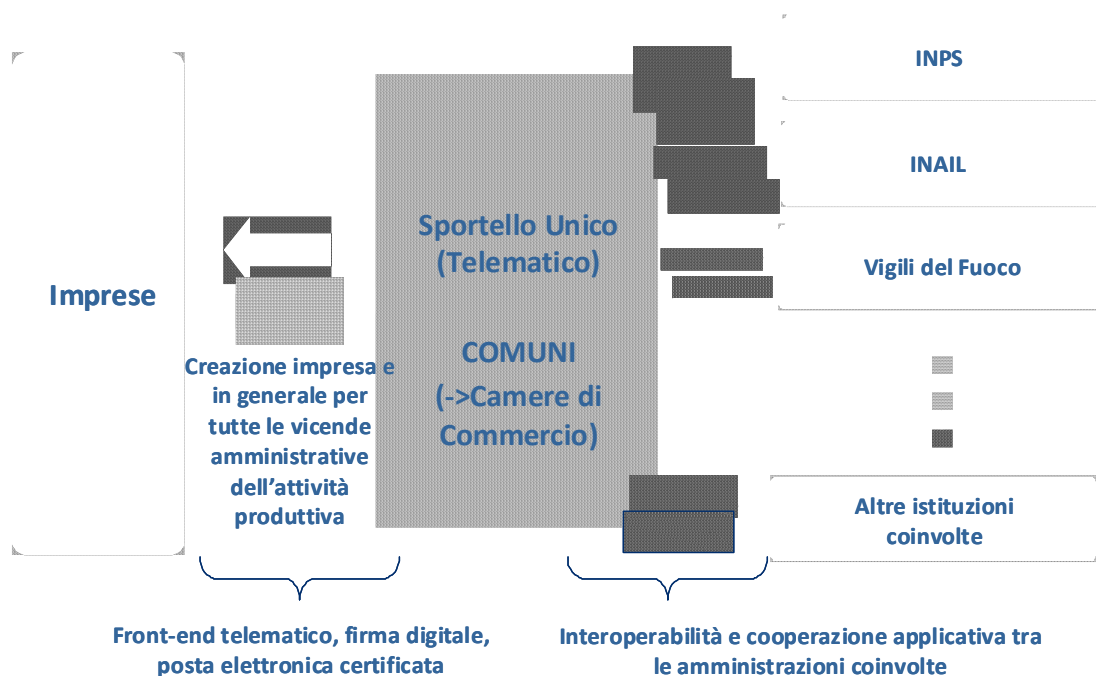 Imprese
Creazione impresa e
in generale per
tutte le vicende
amministrative
dell'attività
produttiva
Sportello Unico
(Telematico)
COMUNI
(->Camere di
Commercio)
INPS
INAIL
Vigili del Fuoco
Altre istituzioni
coinvolte
Front-end telematico, firma digitale,
posta elettronica certificata
Interoperabilità e cooperazione applicativa tra
le amministrazioni coinvolte